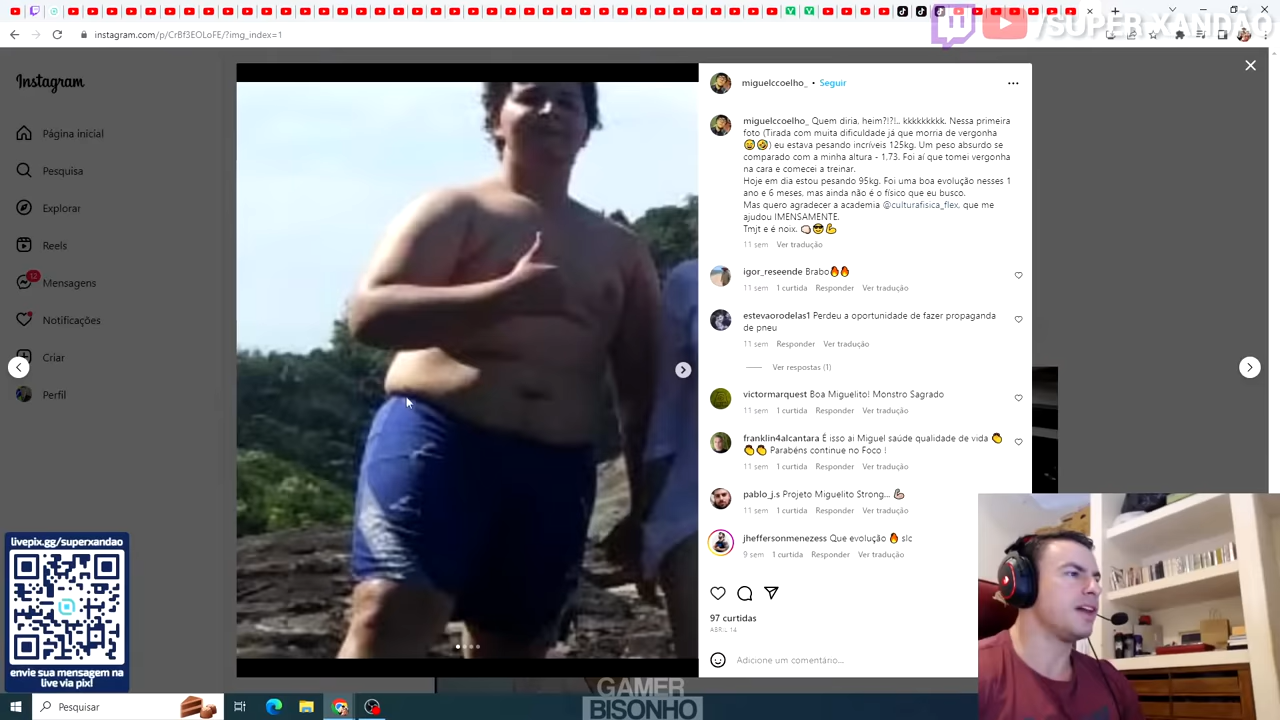 /SUPER XANDAO
instagram.com/p/CrBf3EOLoFE/?img_index=1
Instagram
Página inicial
Pesquisa
Explorar
Reels
12
Mensagens
Notificações
Criar
Perfil
miguelccoelho_ • Seguir
miguelccoelho_ Quem diria, heim?!?!.. kkkkkkkkk. Nessa primeira
foto (Tirada com muita dificuldade já que morria de vergonha
😅🤣) eu estava pesando incríveis 125kg. Um peso absurdo se
comparado com a minha altura - 1,73. Foi aí que tomei vergonha
na cara e comecei a treinar.
Hoje em dia estou pesando 95kg. Foi uma boa evolução nesses 1
ano e 6 meses, mas ainda não é o físico que eu busco.
Mas quero agradecer a academia @culturafisica_flex, que me
ajudou IMENSAMENTE.
Tmjt e é noix. 👊🏻😎💪
11 sem Ver tradução
igor_reseende Brabo🔥🔥
11 sem 1 curtida Responder Ver tradução
estevaorodelas1 Perdeu a oportunidade de fazer propaganda
de pneu
11 sem Responder Ver tradução
Ver respostas (1)
victormarquest Boa Miguelito! Monstro Sagrado
11 sem 1 curtida Responder Ver tradução
franklin4alcantara É isso ai Miguel saúde qualidade de vida 👏
👏👏 Parabéns continue no Foco !
11 sem 1 curtida Responder Ver tradução
pablo_j.s Projeto Miguelito Strong... 💪🏼
11 sem 1 curtida Responder Ver tradução
jheffersonmenezess Que evolução 🔥 slc
9 sem 1 curtida Responder Ver tradução
97 curtidas
ABRIL 14
Adicione um comentário...
livepix.gg/superxandao
envie sua mensagem na
live via pix!
GAMER
BISONHO
Pesquisar